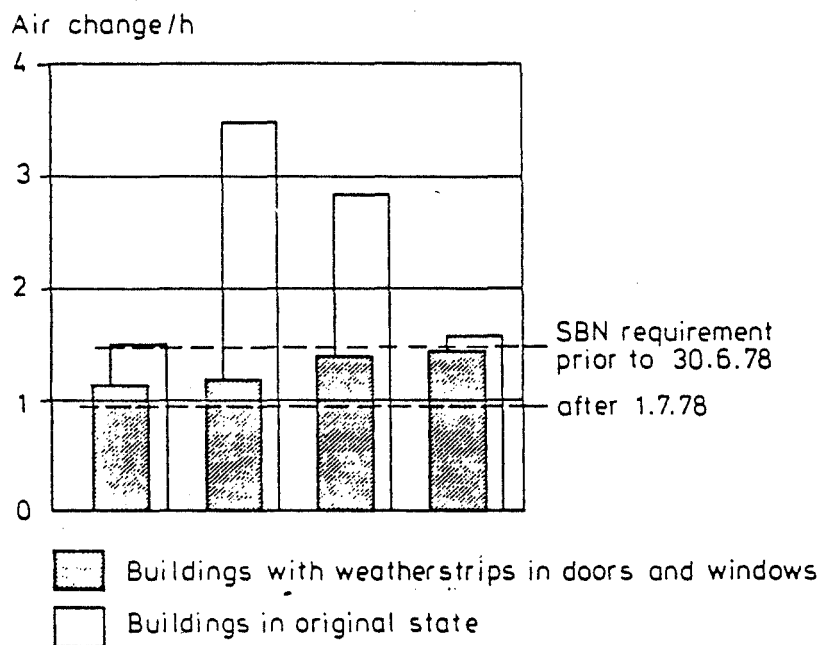 Air change/h
4
3
2
1
0
SBN requirement
prior to 30.6.78
after 1.7.78
Buildings with weatherstrips in doors and windows
Buildings in original state